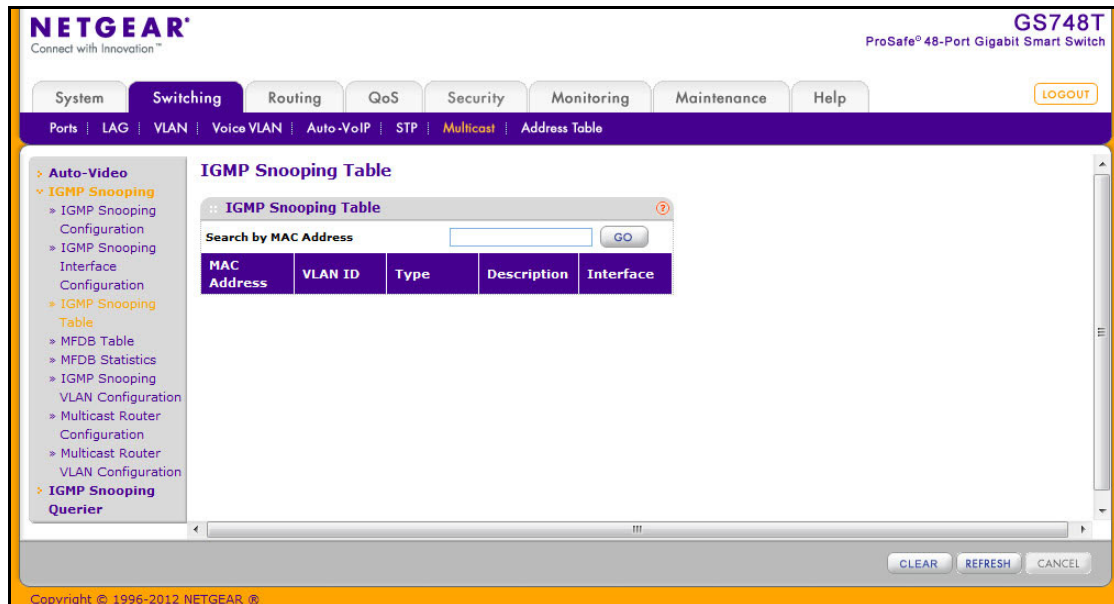 NETGEAR®
Connect with Innovation™
GS748T
ProSafe® 48-Port Gigabit Smart Switch
System Switching Routing QoS Security Monitoring Maintenance Help LOGOUT
Ports | LAG | VLAN | Voice VLAN | Auto-VoIP | STP | Multicast | Address Table
Auto-Video
IGMP Snooping
» IGMP Snooping
Configuration
» IGMP Snooping
Interface
Configuration
» IGMP Snooping
Table
» MFDB Table
» MFDB Statistics
» IGMP Snooping
VLAN Configuration
» Multicast Router
Configuration
» Multicast Router
VLAN Configuration
IGMP Snooping
Querier
IGMP Snooping Table
IGMP Snooping Table ?
Search by MAC Address GO
MAC
Address VLAN ID Type Description Interface
CLEAR REFRESH CANCEL
Copyright © 1996-2012 NETGEAR ®